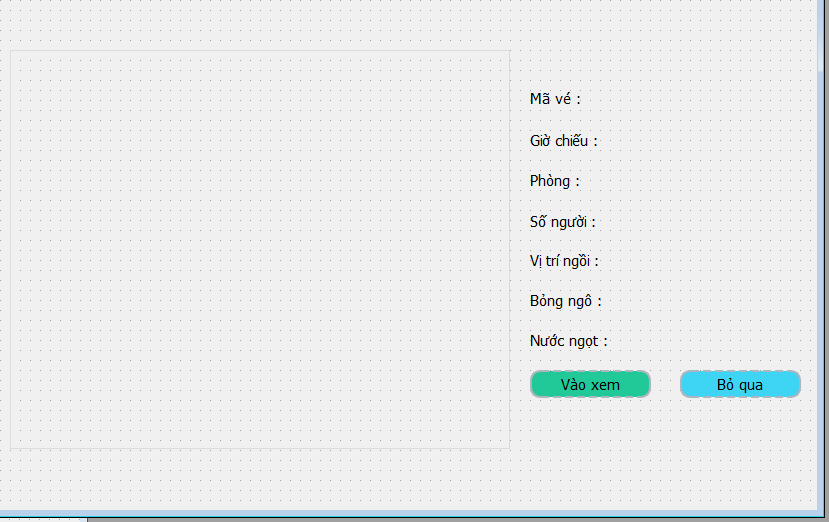 Mã vé :
Giờ chiếu :
Phòng :
Số người :
Vị trí ngồi :
Bỏng ngô :
Nước ngọt :
Vào xem Bỏ qua